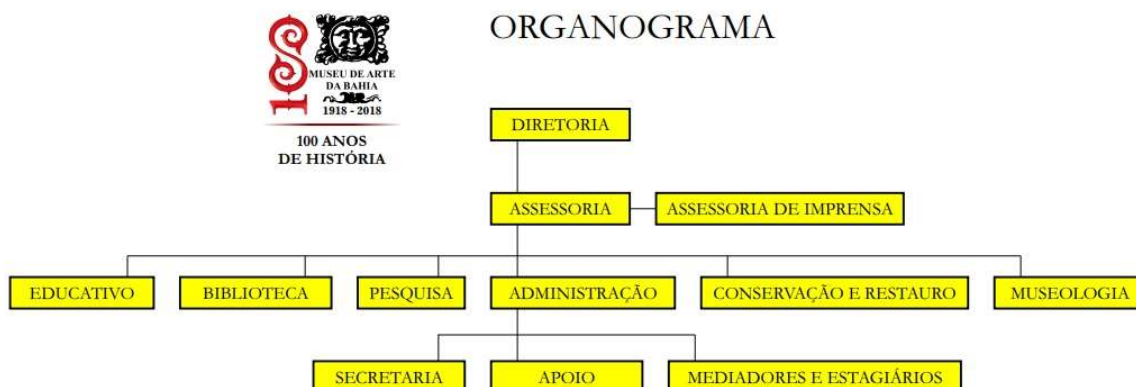 ORGANOGRAMA
MUSEU DE ARTE
DA BAHIA
1918 - 2018
100 ANOS
DE HISTÓRIA
DIRETORIA
ASSESSORIA
ASSESSORIA DE IMPRENSA
EDUCATIVO
BIBLIOTECA
PESQUISA
ADMINISTRAÇÃO
CONSERVAÇÃO E RESTAURO
MUSEOLOGIA
SECRETARIA
APOIO
MEDIADORES E ESTAGIÁRIOS